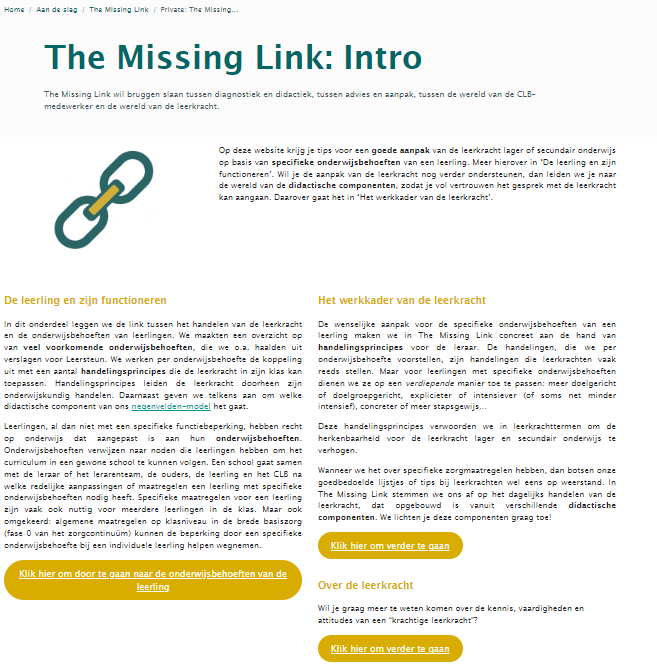 Home / Aan de slag / The Missing Link / Private: The Missing...
The Missing Link: Intro
The Missing Link wil bruggen slaan tussen diagnostiek en didactiek, tussen advies en aanpak, tussen de wereld van de CLB-
medewerker en de wereld van de leerkracht.
Op deze website krijg je tips voor een goede aanpak van de leerkracht lager of secundair onderwijs
op basis van specifieke onderwijsbehoeften van een leerling. Meer hierover in 'De leerling en zijn
functioneren'. Wil je de aanpak van de leerkracht nog verder ondersteunen, dan leiden we je naar
de wereld van de didactische componenten, zodat je vol vertrouwen het gesprek met de leerkracht
kan aangaan. Daarover gaat het in 'Het werkkader van de leerkracht'.
De leerling en zijn functioneren
In dit onderdeel leggen we de link tussen het handelen van de leerkracht
en de onderwijsbehoeften van leerlingen. We maakten een overzicht op
van veel voorkomende onderwijsbehoeften, die we o.a. haalden uit
verslagen voor Leersteun. We werken per onderwijsbehoefte de koppeling
uit met een aantal handelingsprincipes die de leerkracht in zijn klas kan
toepassen. Handelingsprincipes leiden de leerkracht doorheen zijn
onderwijskundig handelen. Daarnaast geven we telkens aan om welke
didactische component van ons negenvelden-model het gaat.
Leerlingen, al dan niet met een specifieke functiebeperking, hebben recht
op onderwijs dat aangepast is aan hun onderwijsbehoeften.
Onderwijsbehoeften verwijzen naar noden die leerlingen hebben om het
curriculum in een gewone school te kunnen volgen. Een school gaat samen
met de leraar of het lerarenteam, de ouders, de leerling en het CLB na
welke redelijke aanpassingen of maatregelen een leerling met specifieke
onderwijsbehoeften nodig heeft. Specifieke maatregelen voor een leerling
zijn vaak ook nuttig voor meerdere leerlingen in de klas. Maar ook
omgekeerd: algemene maatregelen op klasniveau in de brede basiszorg
(fase 0 van het zorgcontinuüm) kunnen de beperking door een specifieke
onderwijsbehoefte bij een individuele leerling helpen wegnemen.
Klik hier om door te gaan naar de onderwijsbehoeften van de
leerling
Het werkkader van de leerkracht
De wenselijke aanpak voor de specifieke onderwijsbehoeften van een
leerling maken we in The Missing Link concreet aan de hand van
handelingsprincipes voor de leraar. De handelingen, die we per
onderwijsbehoefte voorstellen, zijn handelingen die leerkrachten vaak
reeds stellen. Maar voor leerlingen met specifieke onderwijsbehoeften
dienen we ze op een verdiepende manier toe te passen: meer doelgericht
of doelgroepgericht, explicieter of intensiever (of soms net minder
intensief), concreter of meer stapsgewijs...
Deze handelingsprincipes verwoorden we in leerkrachttermen om de
herkenbaarheid voor de leerkracht lager en secundair onderwijs te
verhogen.
Wanneer we het over specifieke zorgmaatregelen hebben, dan botsen onze
goedbedoelde lijstjes of tips bij leerkrachten wel eens op weerstand. In
The Missing Link stemmen we ons af op het dagelijks handelen van de
leerkracht, dat opgebouwd is vanuit verschillende didactische
componenten. We lichten je deze componenten graag toe!
Klik hier om verder te gaan
Over de leerkracht
Wil je graag meer te weten komen over de kennis, vaardigheden en
attitudes van een "krachtige leerkracht"?
Klik hier om verder te gaan